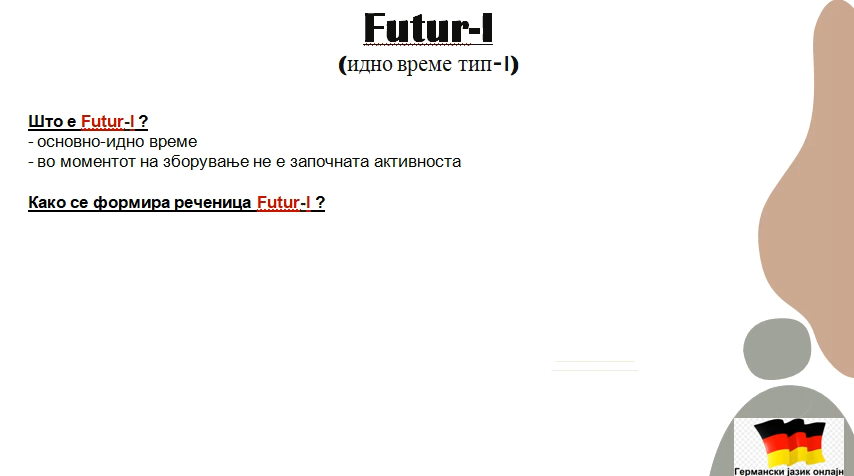 Futur-I
(идно време тип-I)
Што е Futur-I ?
- основно-идно време
- во моментот на зборување не е започната активноста
Како се формира реченица Futur-I ?
Германски јазик онлајн